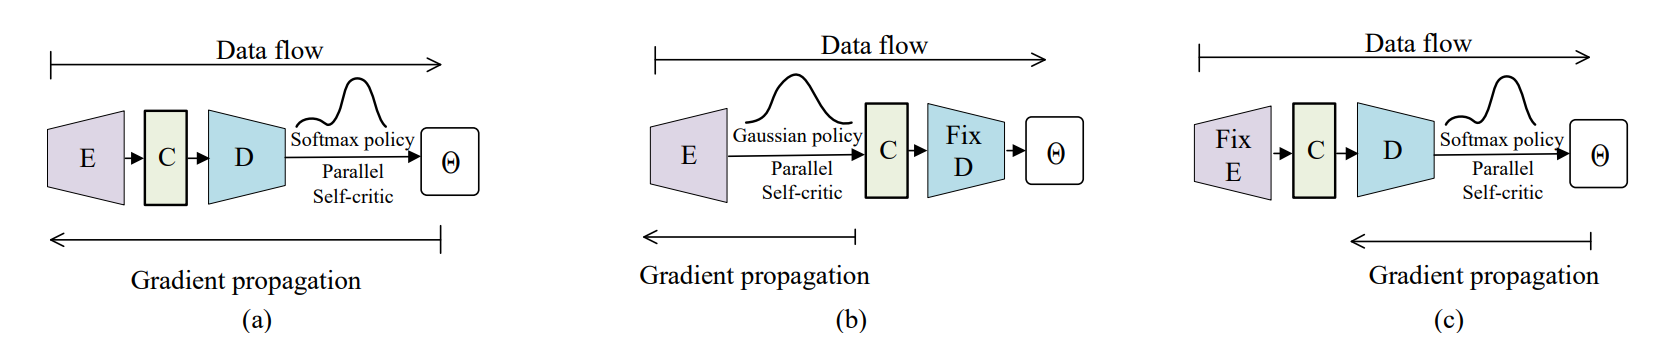 Data flow
E
C
D
Softmax policy
Parallel
Self-critic
Θ
Gradient propagation
(a)
Data flow
E
Gaussian policy
Parallel
Self-critic
C
Fix
D
Θ
Gradient propagation
(b)
Data flow
Fix
E
C
D
Softmax policy
Parallel
Self-critic
Θ
Gradient propagation
(c)